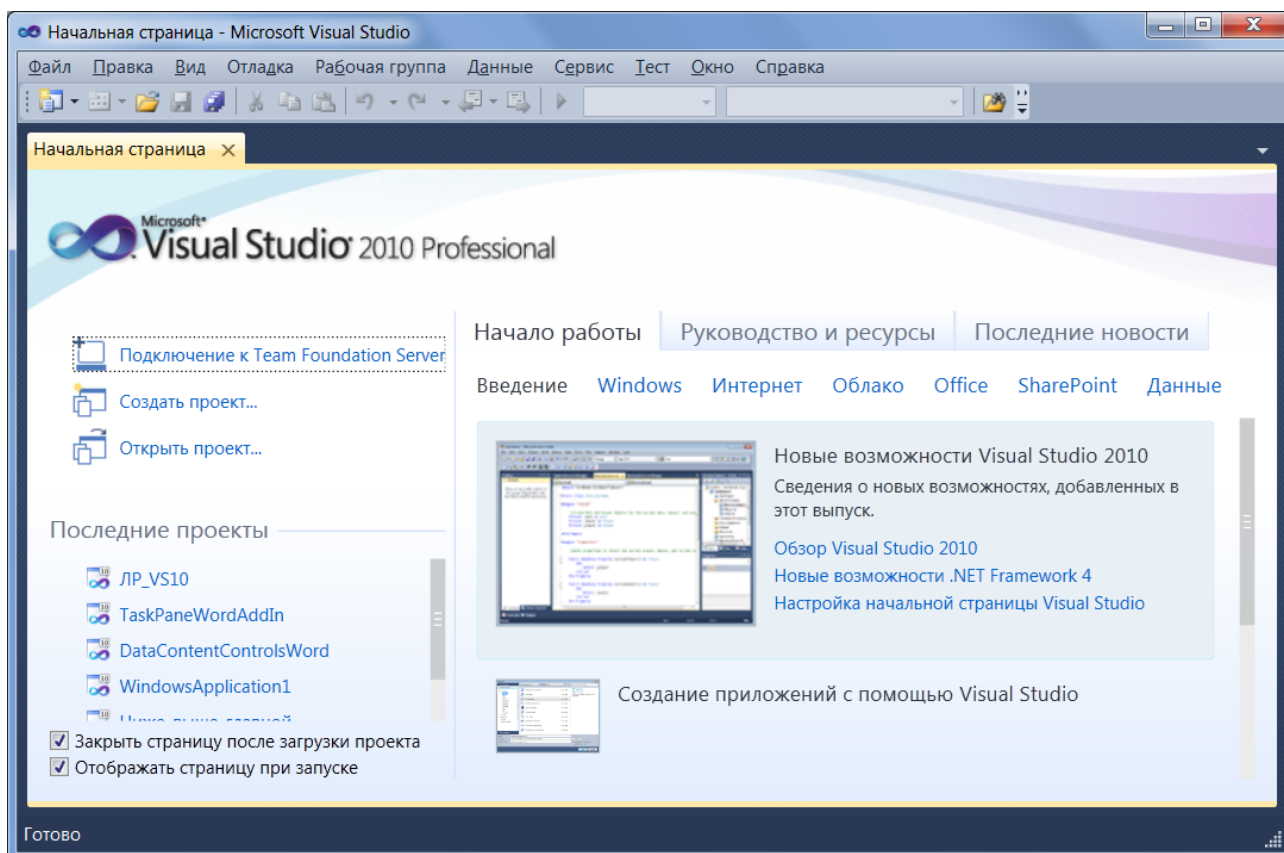 Начальная страница - Microsoft Visual Studio
Файл Правка Вид Отладка Рабочая группа Данные Сервис Тест Окно Справка
Начальная страница
Microsoft®
Visual Studio 2010 Professional
Подключение к Team Foundation Server
Создать проект...
Открыть проект...
Последние проекты
ЛР_VS10
TaskPaneWordAddIn
DataContentControlsWord
WindowsApplication1
Закрыть страницу после загрузки проекта
Отображать страницу при запуске
Начало работы Руководство и ресурсы Последние новости
Введение Windows Интернет Облако Office SharePoint Данные
Новые возможности Visual Studio 2010
Сведения о новых возможностях, добавленных в
этот выпуск.
Обзор Visual Studio 2010
Новые возможности .NET Framework 4
Настройка начальной страницы Visual Studio
Создание приложений с помощью Visual Studio
Готово